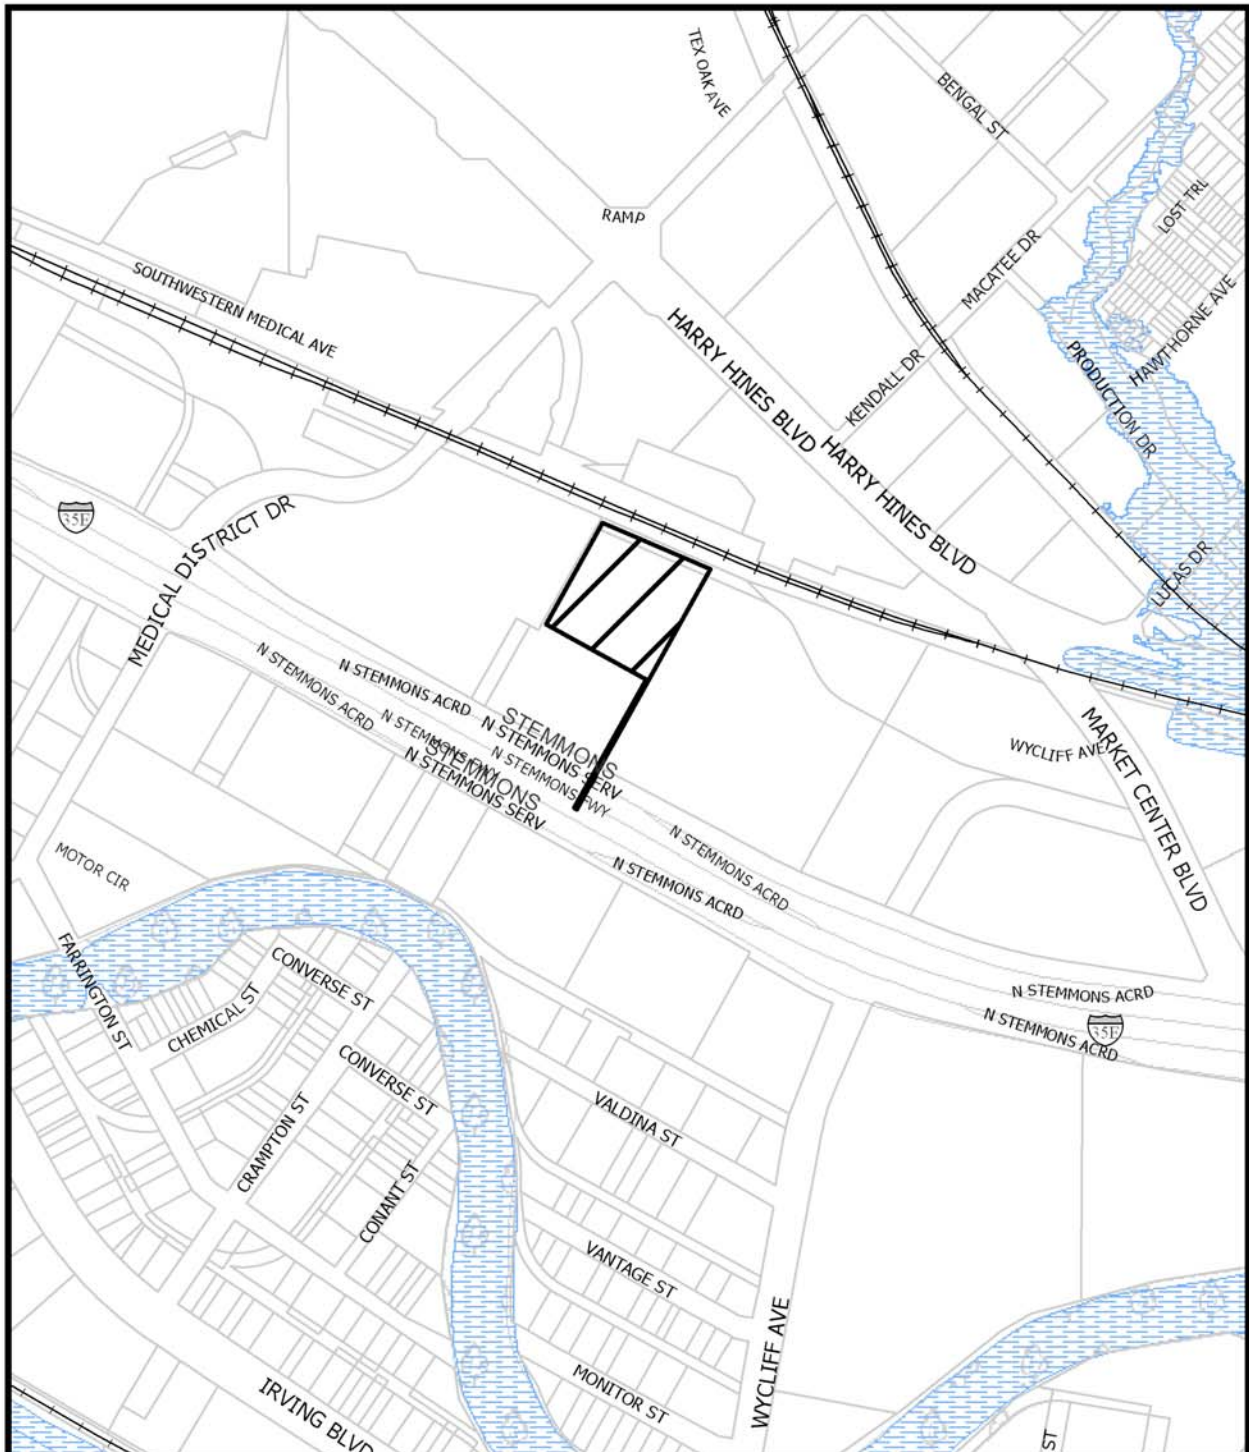 TEX OAK AVE
BENGAL ST
LOST TRL
RAMP
MACATEE DR
HAWTHORNE AVE
SOUTHWESTERN MEDICAL AVE
HARRY HINES BLVD
KENDALL DR
PRODUCTION DR
HARRY HINES BLVD
35E
MEDICAL DISTRICT DR
LUCAS DR
N STEMMONS ACRD
N STEMMONS ACRD
STEMMONS
N STEMMONS SERV
N STEMMONS FWY
STEMMONS
N STEMMONS FWY
N STEMMONS SERV
WYCLIFF AVE
MARKET CENTER BLVD
MOTOR CIR
N STEMMONS ACRD
N STEMMONS ACRD
FARRINGTON ST
CONVERSE ST
CHEMICAL ST
N STEMMONS ACRD
N STEMMONS ACRD
35E
CONVERSE ST
CRAMPTON ST
VALDINA ST
CONANT ST
VANTAGE ST
WYCLIFF AVE
MONITOR ST
IRVING BLVD
ST